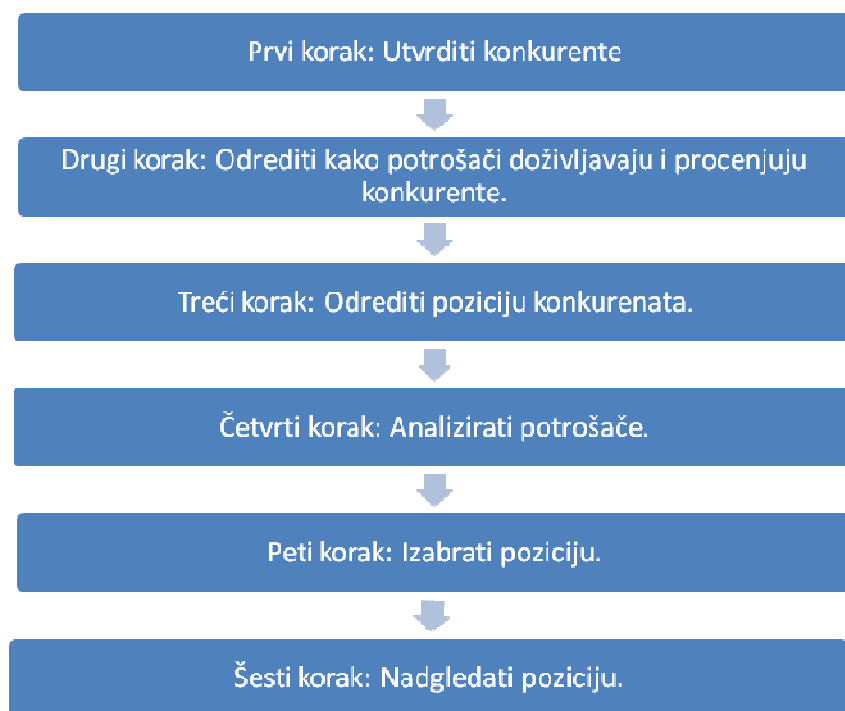 Prvi korak: Utvrditi konkurente
Drugi korak: Odrediti kako potrošači doživljavaju i procenjuju
konkurente.
Treći korak: Odrediti poziciju konkurenata.
Četvrti korak: Analizirati potrošače.
Peti korak: Izabrati poziciju.
Šesti korak: Nadgledati poziciju.